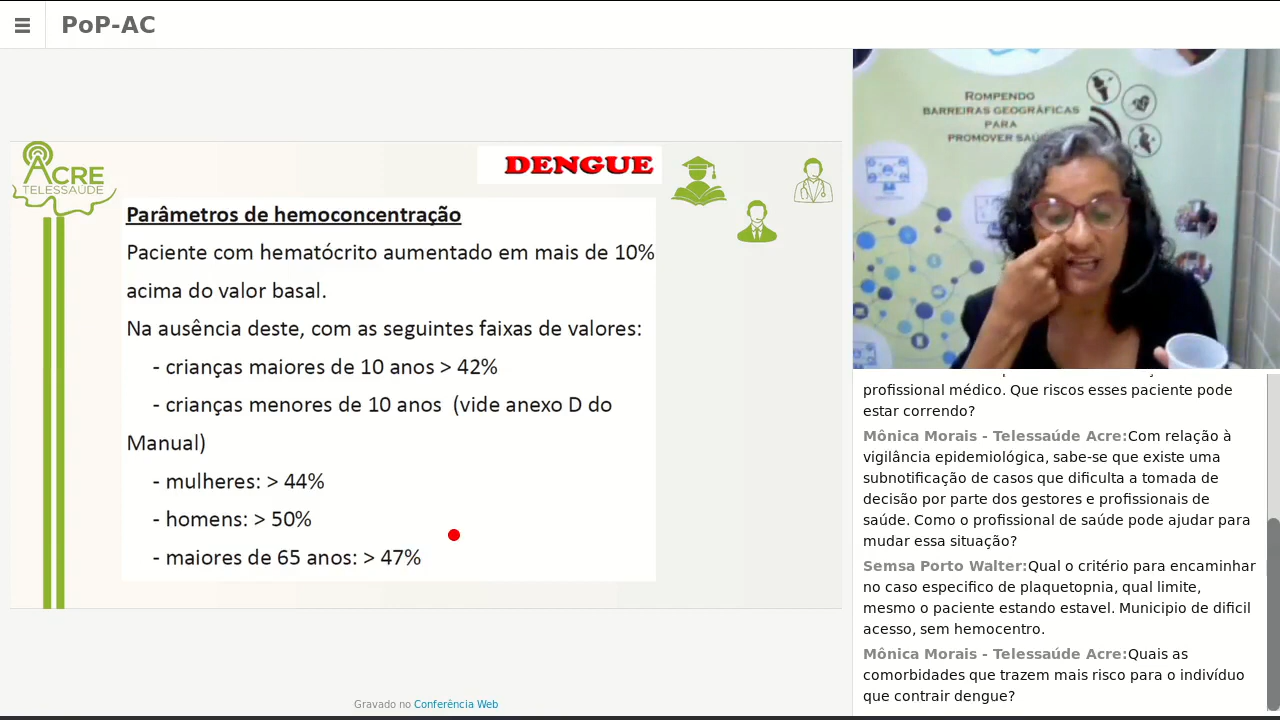 PoP-AC
ACRE
TELESSAÚDE
DENGUE
Parâmetros de hemoconcentração
Paciente com hematócrito aumentado em mais de 10%
acima do valor basal.
Na ausência deste, com as seguintes faixas de valores:
- crianças maiores de 10 anos > 42%
- crianças menores de 10 anos (vide anexo D do
Manual)
- mulheres: > 44%
- homens: > 50%
- maiores de 65 anos: > 47%
Gravado no Conferência Web
ROMPENDO
BARREIRAS GEOGRÁFICAS
PARA
PROMOVER
profissional médico. Que riscos esses paciente pode
estar correndo?
Mônica Morais - Telessaúde Acre:Com relação à
vigilância epidemiológica, sabe-se que existe uma
subnotificação de casos que dificulta a tomada de
decisão por parte dos gestores e profissionais de
saúde. Como o profissional de saúde pode ajudar para
mudar essa situação?
Semsa Porto Walter:Qual o critério para encaminhar
no caso especifico de plaquetopnia, qual limite,
mesmo o paciente estando estavel. Municipio de dificil
acesso, sem hemocentro.
Mônica Morais - Telessaúde Acre:Quais as
comorbidades que trazem mais risco para o indivíduo
que contrair dengue?